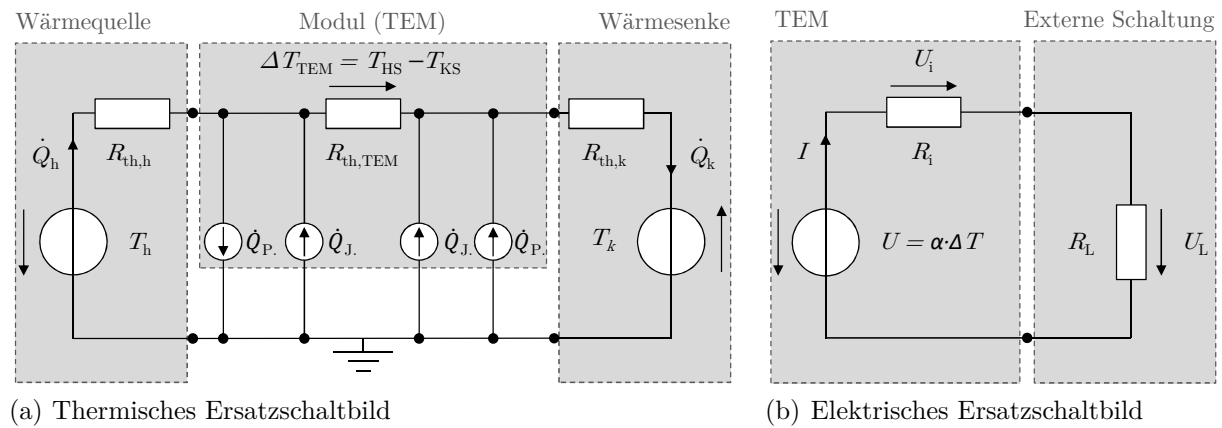 Wärmequelle
Modul (TEM)
Wärmesenke
TEM
Externe Schaltung
ΔT_TEM = T_HS − T_KS
U_i
Q̇_h
R_th,h
R_th,TEM
R_th,k
Q̇_k
I
R_i
T_h
Q̇_P.
Q̇_J.
Q̇_J.
Q̇_P.
T_k
U = α·ΔT
R_L
U_L
(a) Thermisches Ersatzschaltbild
(b) Elektrisches Ersatzschaltbild